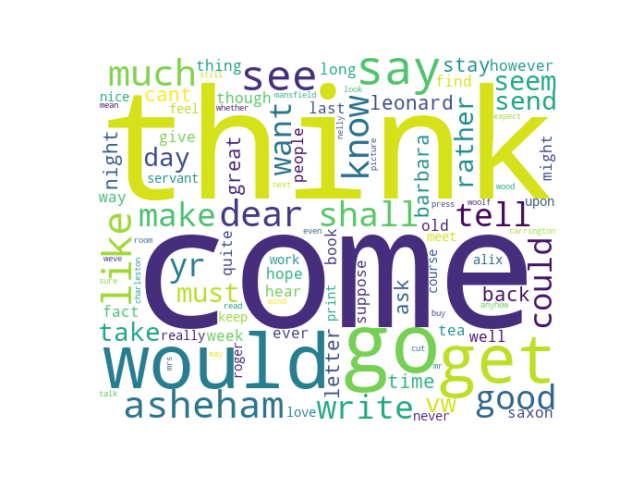 much
thing
see
long
say
stay
however
nice
cant
though
last
look
find
seem
mean
still
feel
whether
mansfield
leonard
send
think
expect
night
day
give
great
want
people
nelly
picture
know
barbara
rather
might
servant
way
next
press
woolf
wood
upon
make
dear
shall
old
tell
carrington
like
room
even
meet
come
weve
charleston
yr
quite
work
hope
book
suppose
ask
course
alix
could
sure
must
read
mind
hear
print
buy
back
fact
keep
anyhow
take
really
week
ever
letter
go
tea
well
would
mrs
may
roger
cut
mr
get
time
talk
asheham
love
write
vw
never
good
saxon